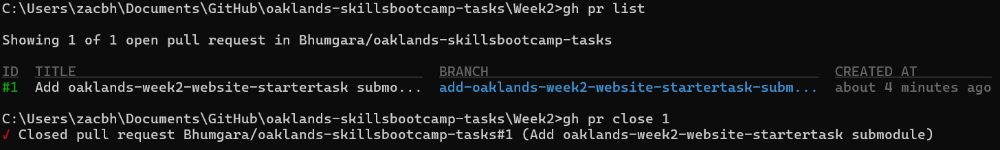 C:\Users\zacbh\Documents\GitHub\oaklands-skillsbootcamp-tasks\Week2>gh pr list
Showing 1 of 1 open pull request in Bhumgara/oaklands-skillsbootcamp-tasks
ID  TITLE  BRANCH  CREATED AT
#1  Add oaklands-week2-website-startertask submo...  add-oaklands-week2-website-startertask-subm...  about 4 minutes ago
C:\Users\zacbh\Documents\GitHub\oaklands-skillsbootcamp-tasks\Week2>gh pr close 1
✓ Closed pull request Bhumgara/oaklands-skillsbootcamp-tasks#1 (Add oaklands-week2-website-startertask submodule)